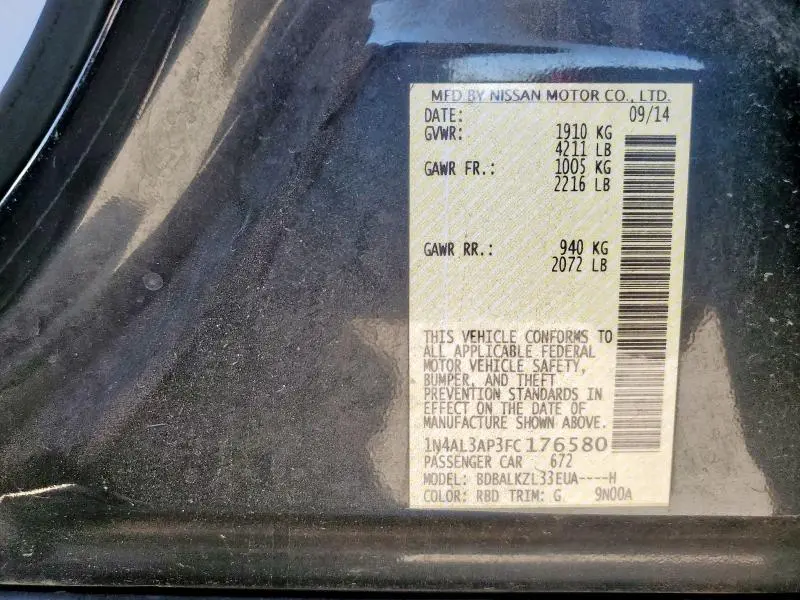 MFD BY NISSAN MOTOR CO., LTD.
DATE: 09/14
GVWR: 1910 KG
4211 LB
GAWR FR.: 1005 KG
2216 LB
GAWR RR.: 940 KG
2072 LB
THIS VEHICLE CONFORMS TO
ALL APPLICABLE FEDERAL
MOTOR VEHICLE SAFETY,
BUMPER, AND THEFT
PREVENTION STANDARDS IN
EFFECT ON THE DATE OF
MANUFACTURE SHOWN ABOVE.
1N4AL3AP3FC176580
PASSENGER CAR 672
MODEL: BDBALKZL33EUA----H
COLOR: RBD TRIM: G 9N00A